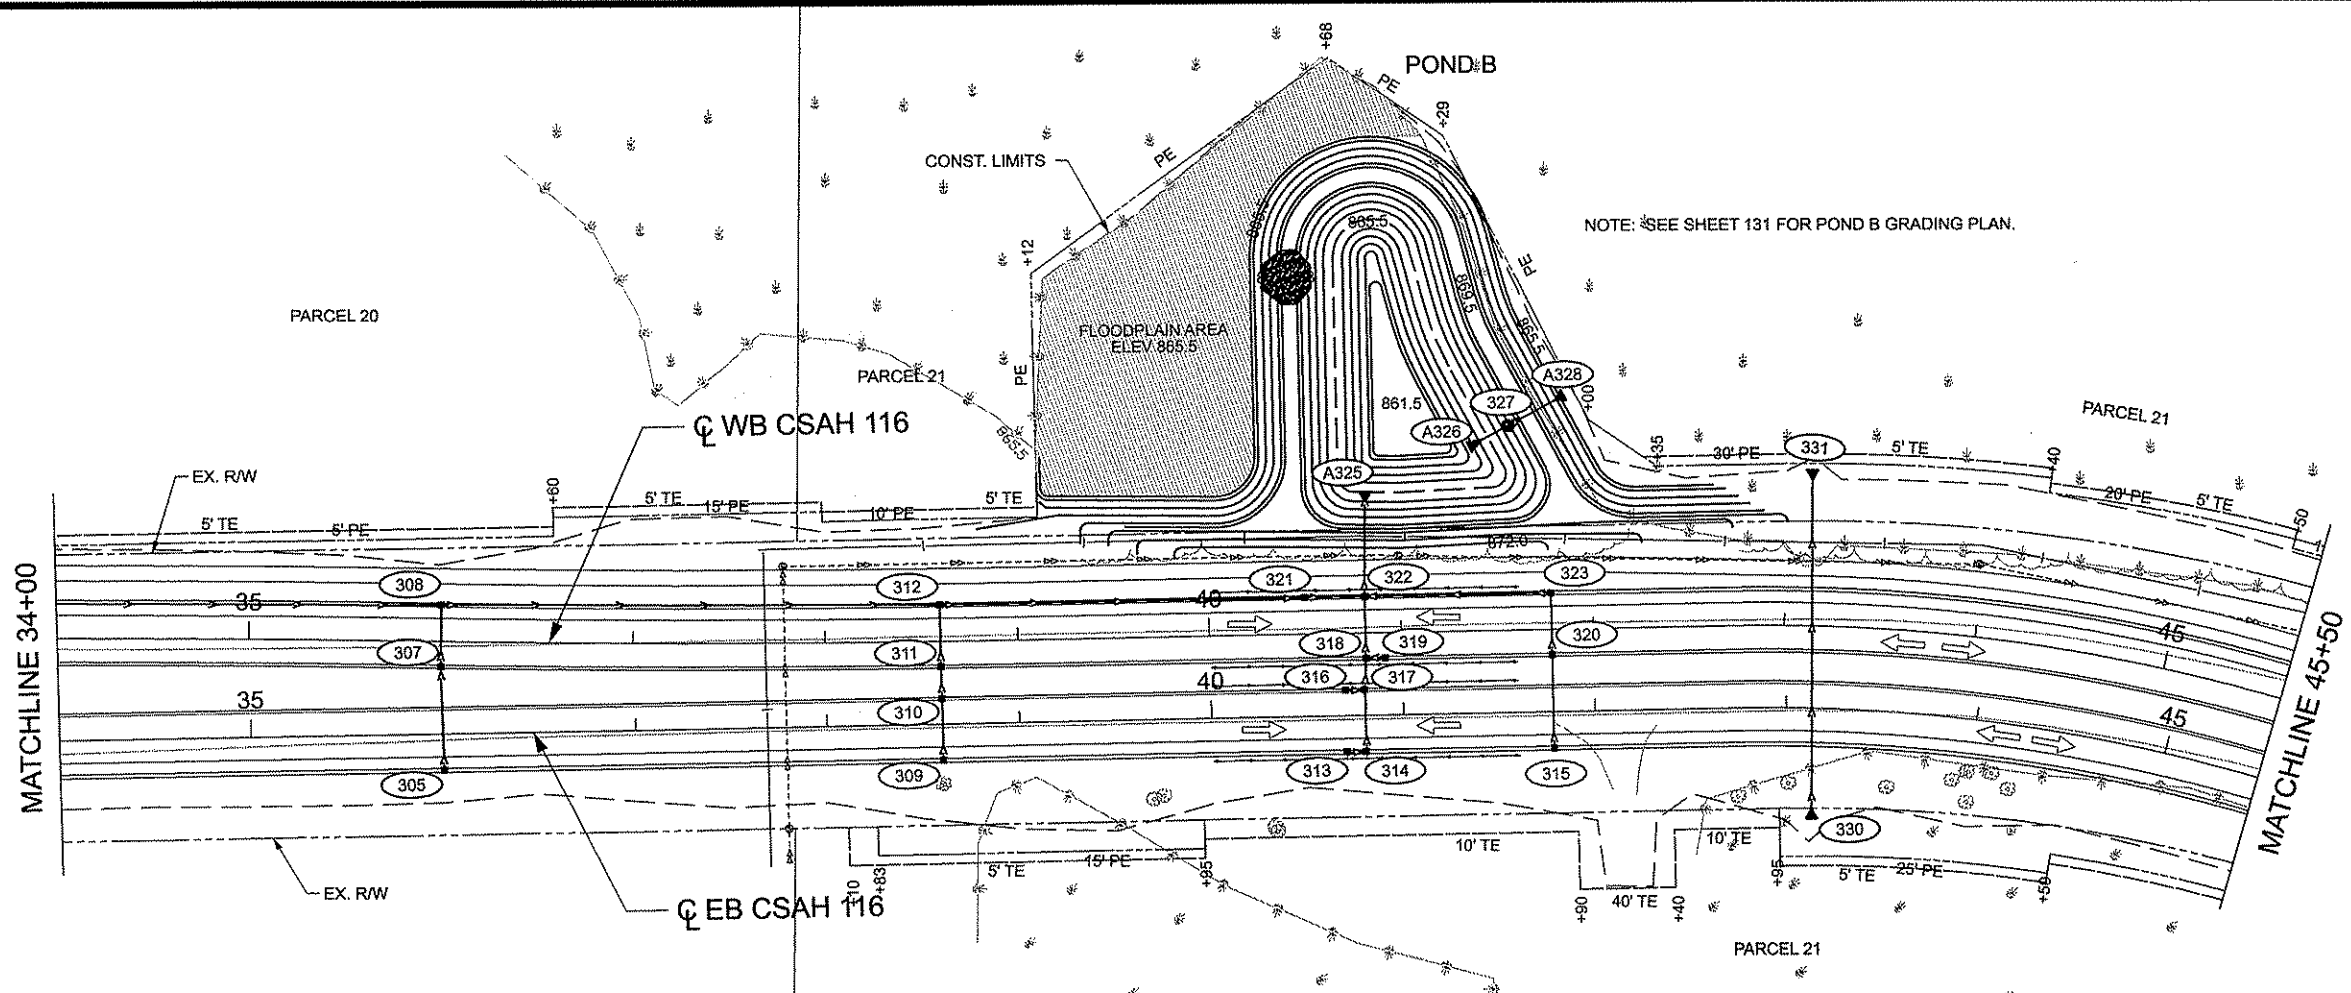 +68
POND B
PE
+29
CONST. LIMITS
PE
865.5
865.5
NOTE: SEE SHEET 131 FOR POND B GRADING PLAN.
+12
PE
869.5
PARCEL 20
FLOODPLAIN AREA
ELEV 865.5
865.5
PE
PARCEL 21
A328
+00
861.5
327
PARCEL 21
℄ WB CSAH 116
A326
865.5
+35
30' PE
331
5' TE
+40
EX. R/W
A325
+60
5' TE
15' PE
5' TE
10' PE
20' PE
5' TE
5' TE
5' PE
+50
872.0
MATCHLINE 34+00
308
312
321
322
323
35
40
307
311
318
319
320
45
316
317
35
40
310
45
MATCHLINE 45+50
305
309
313
314
315
330
10' TE
10' TE
15' PE
5' TE
+10
+83
+95
+95
5' TE
25' PE
+59
EX. R/W
+90
40' TE
+40
℄ EB CSAH 116
PARCEL 21